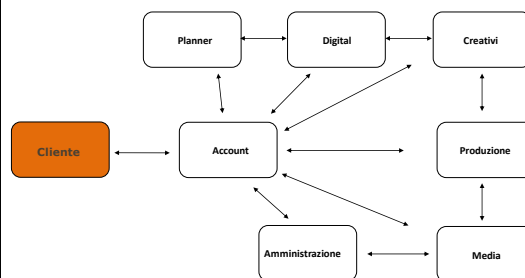 Planner
Digital
Creativi
Cliente
Account
Produzione
Amministrazione
Media